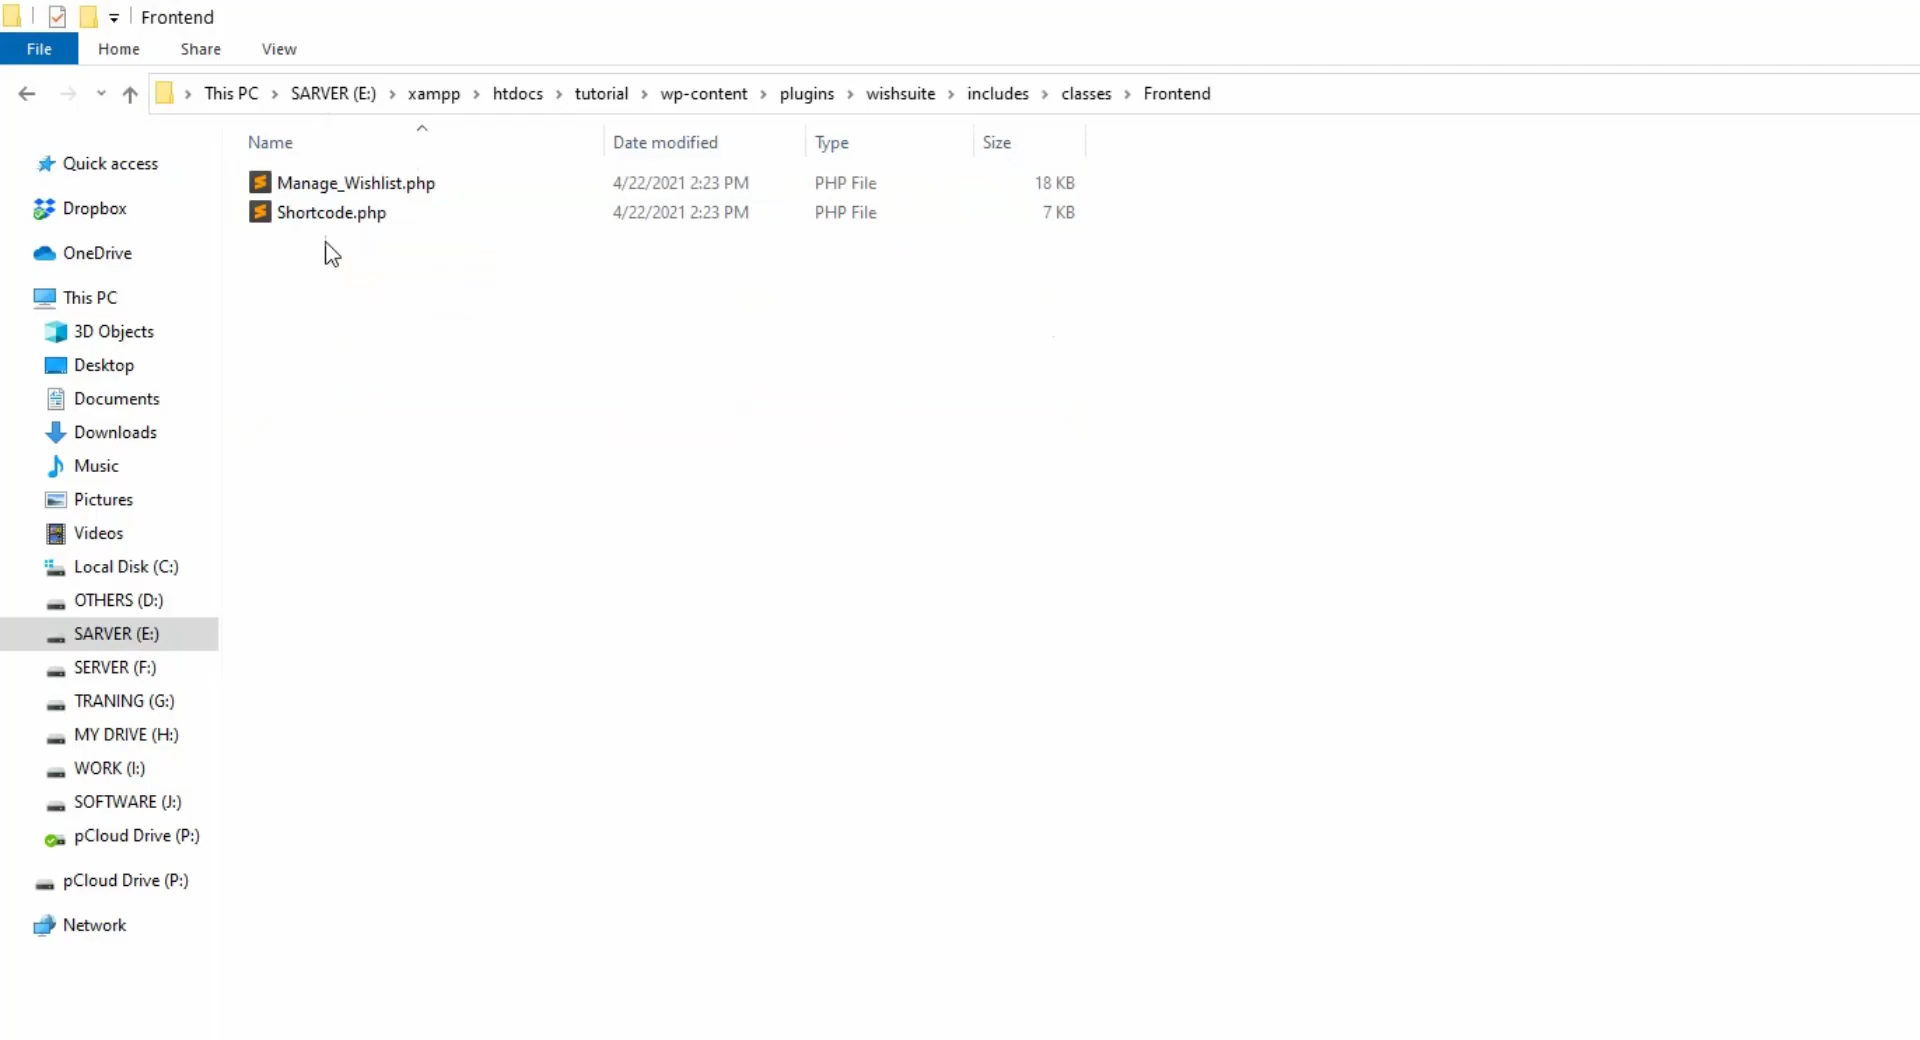 Frontend
File Home Share View
This PC SARVER (E:) xampp htdocs tutorial wp-content plugins wishsuite includes classes Frontend
Name Date modified Type Size
Manage_Wishlist.php 4/22/2021 2:23 PM PHP File 18 KB
Shortcode.php 4/22/2021 2:23 PM PHP File 7 KB
Quick access
Dropbox
OneDrive
This PC
3D Objects
Desktop
Documents
Downloads
Music
Pictures
Videos
Local Disk (C:)
OTHERS (D:)
SARVER (E:)
SERVER (F:)
TRANING (G:)
MY DRIVE (H:)
WORK (I:)
SOFTWARE (J:)
pCloud Drive (P:)
pCloud Drive (P:)
Network